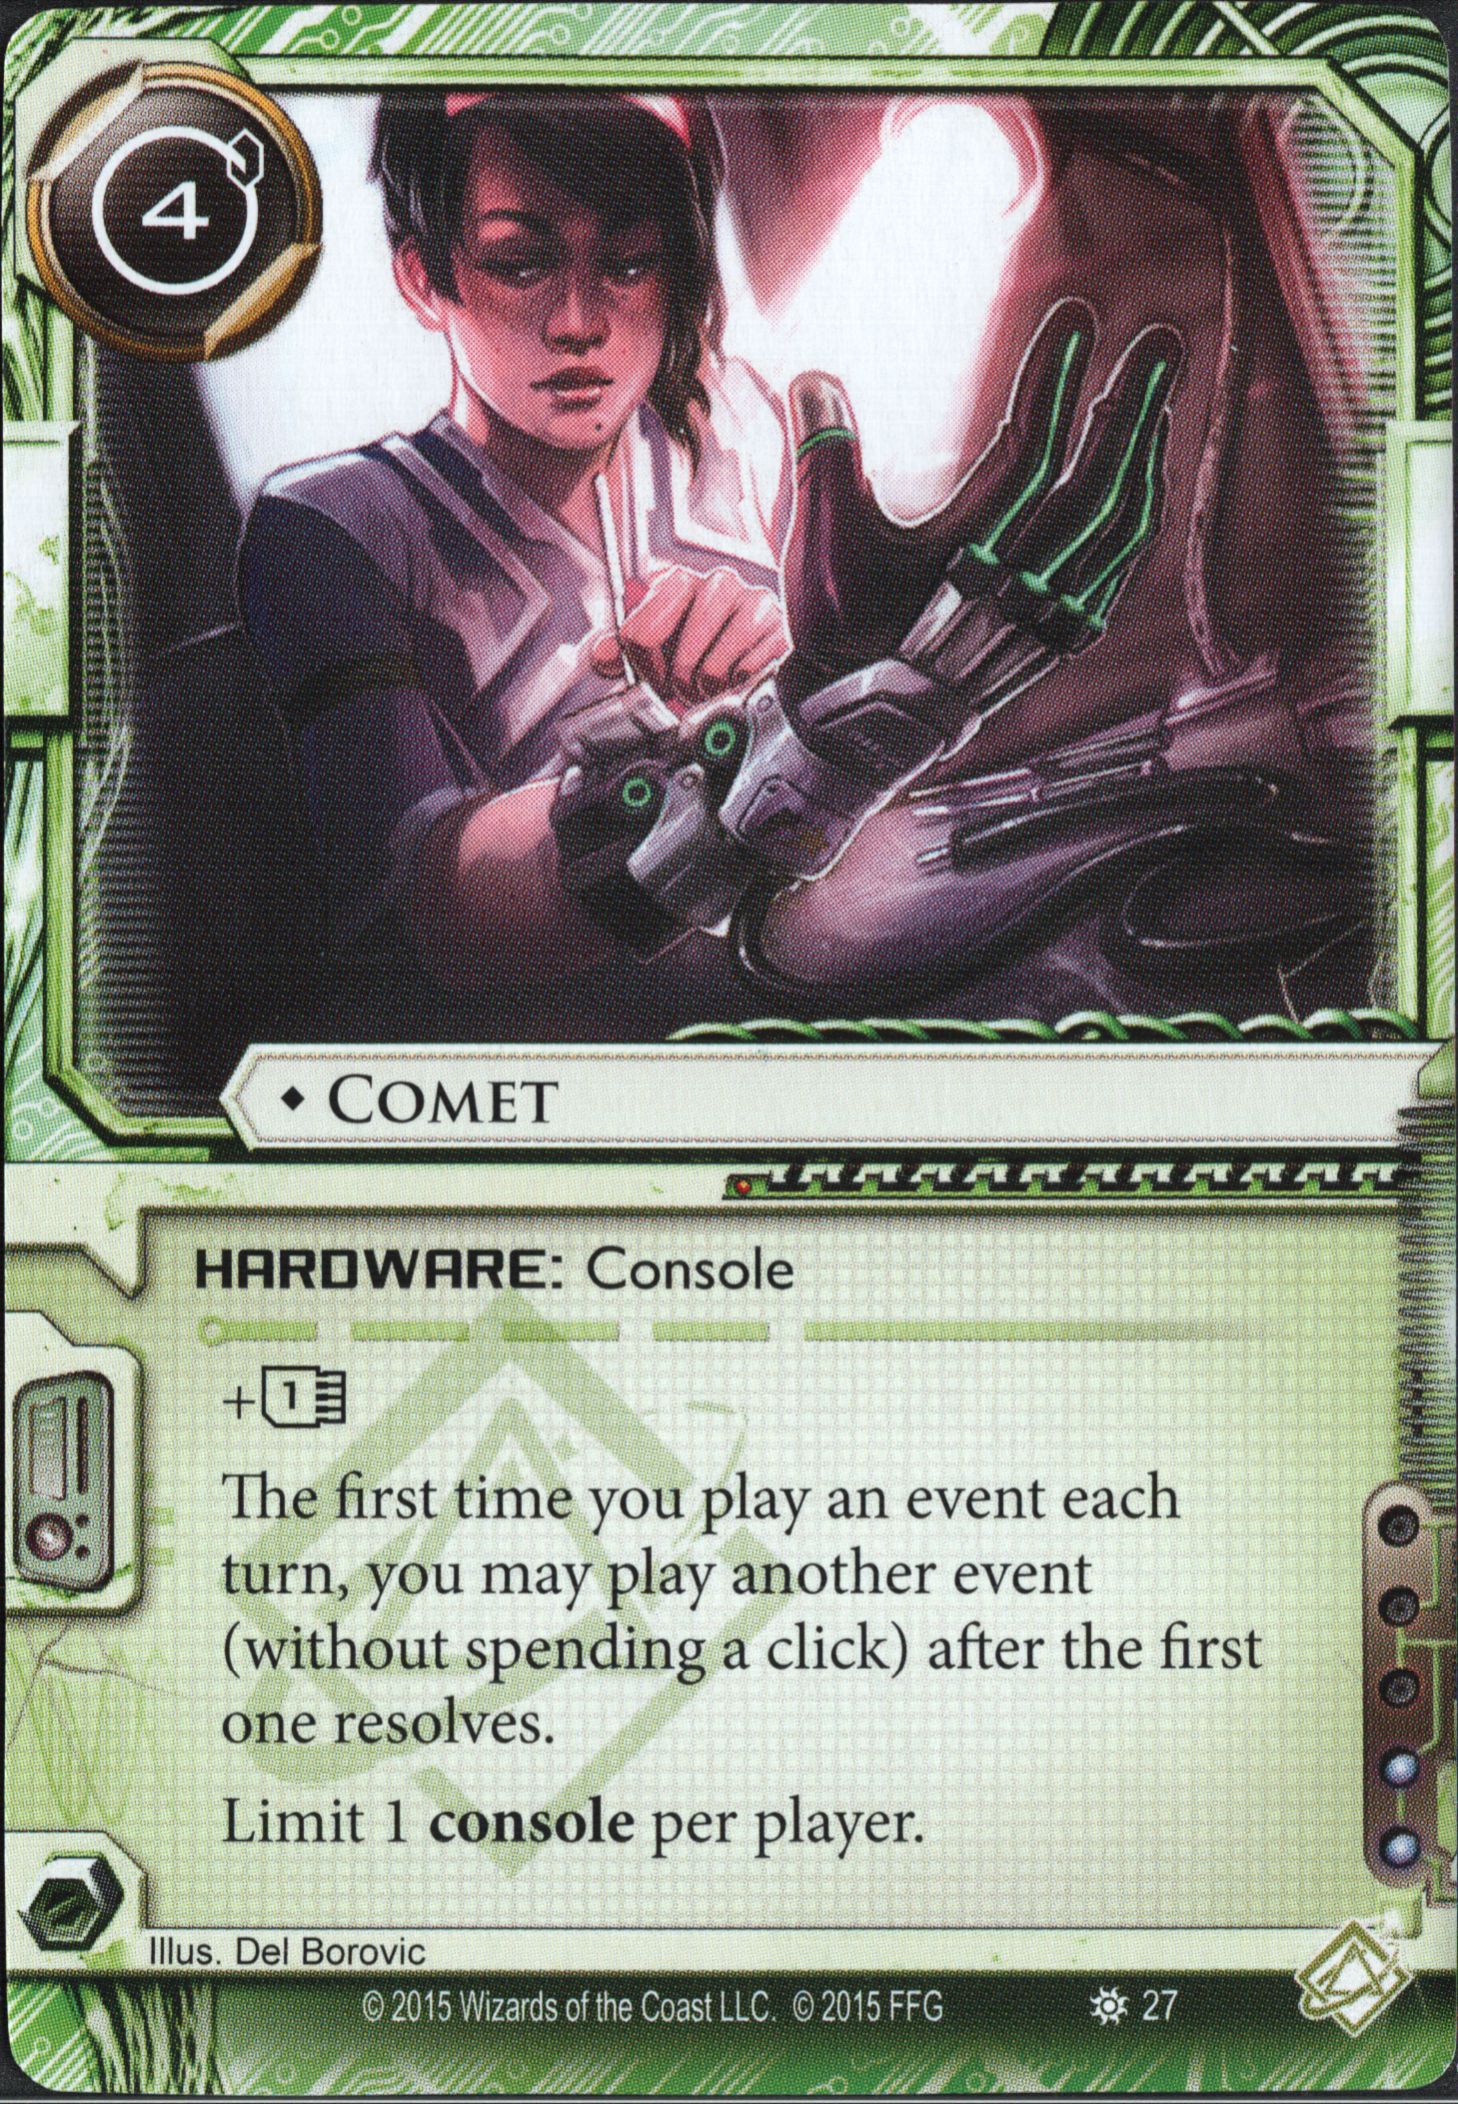 4
♦ Comet
HARDWARE: Console
+1
The first time you play an event each
turn, you may play another event
(without spending a click) after the first
one resolves.
Limit 1 console per player.
Illus. Del Borovic
© 2015 Wizards of the Coast LLC. © 2015 FFG 27